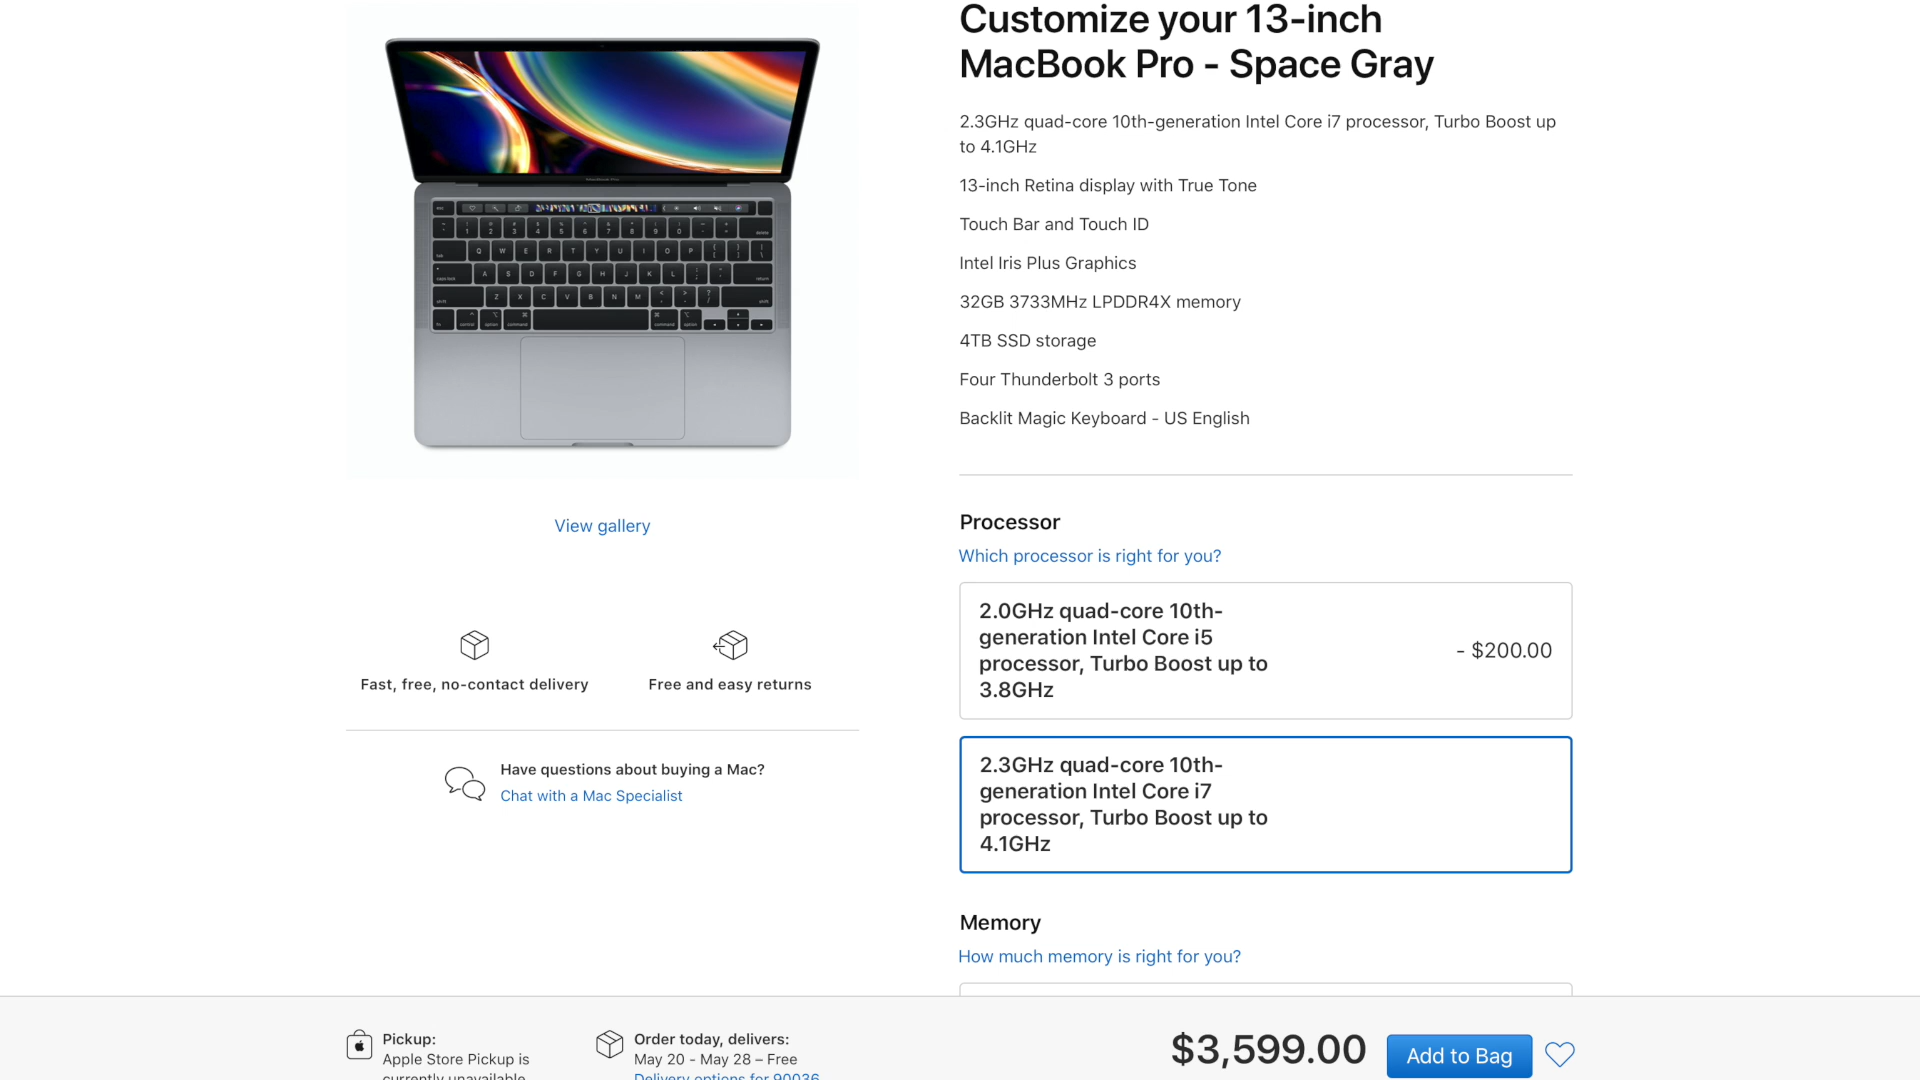 Customize your 13-inch
MacBook Pro - Space Gray
2.3GHz quad-core 10th-generation Intel Core i7 processor, Turbo Boost up
to 4.1GHz
13-inch Retina display with True Tone
Touch Bar and Touch ID
Intel Iris Plus Graphics
32GB 3733MHz LPDDR4X memory
4TB SSD storage
Four Thunderbolt 3 ports
Backlit Magic Keyboard - US English
View gallery
Fast, free, no-contact delivery
Free and easy returns
Have questions about buying a Mac?
Chat with a Mac Specialist
Processor
Which processor is right for you?
2.0GHz quad-core 10th-
generation Intel Core i5
processor, Turbo Boost up to
3.8GHz
- $200.00
2.3GHz quad-core 10th-
generation Intel Core i7
processor, Turbo Boost up to
4.1GHz
Memory
How much memory is right for you?
Pickup:
Apple Store Pickup is
currently unavailable
Order today, delivers:
May 20 - May 28 – Free
Delivery options for 90036
$3,599.00
Add to Bag